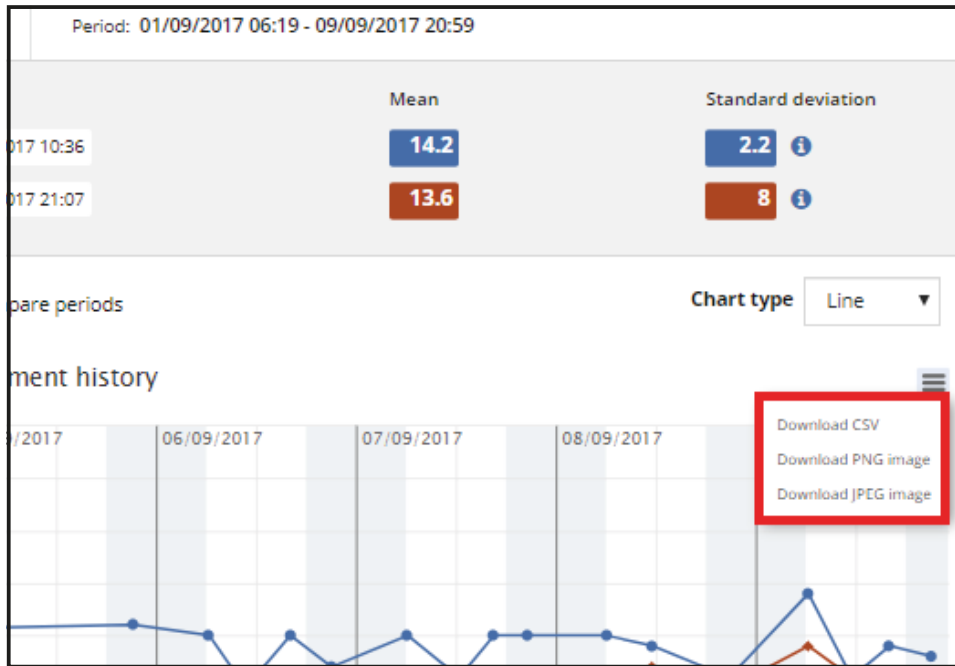 Period: 01/09/2017 06:19 - 09/09/2017 20:59
Mean Standard deviation
017 10:36 14.2 2.2
017 21:07 13.6 8
pare periods Chart type Line
ment history
9/2017 06/09/2017 07/09/2017 08/09/2017
Download CSV
Download PNG image
Download JPEG image